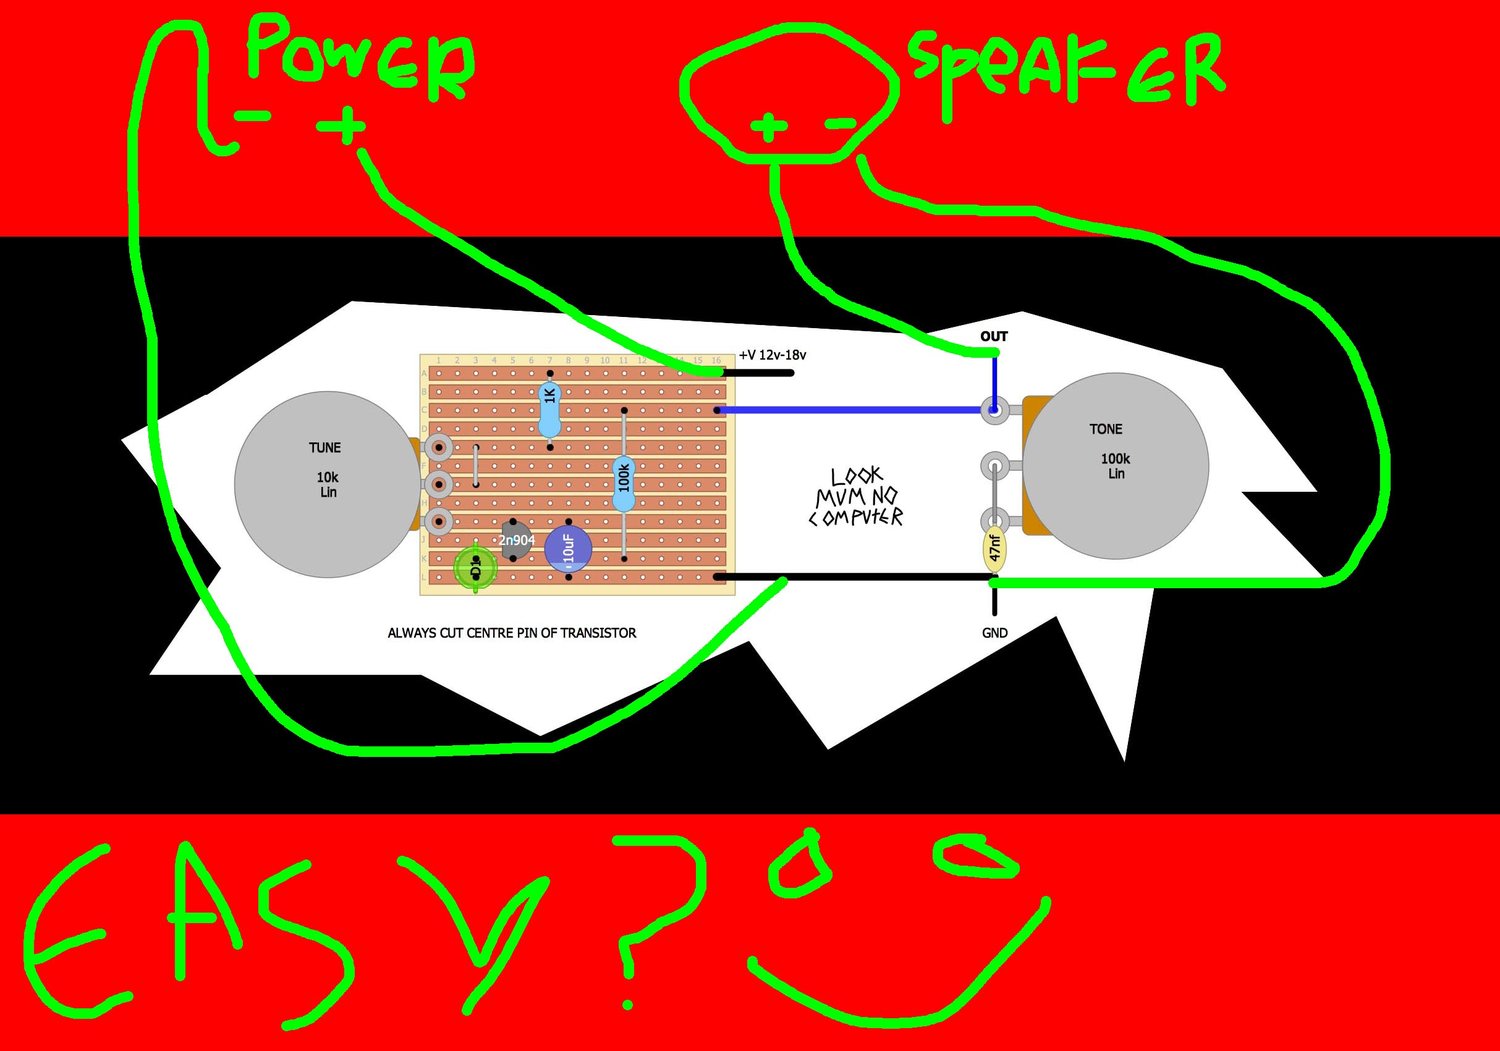 POWER
- +
SPEAKER
+ -
OUT
+V 12v-18v
1 2 3 4 5 6 7 8 9 10 11 12 13 14 15 16
A
B
C
D
F
H
J
K
L
1K
100k
TUNE
10k
Lin
TONE
100k
Lin
LOOK
MUM NO
COMPUTER
2n904
10uF
D1
47nf
GND
ALWAYS CUT CENTRE PIN OF TRANSISTOR
EASY?